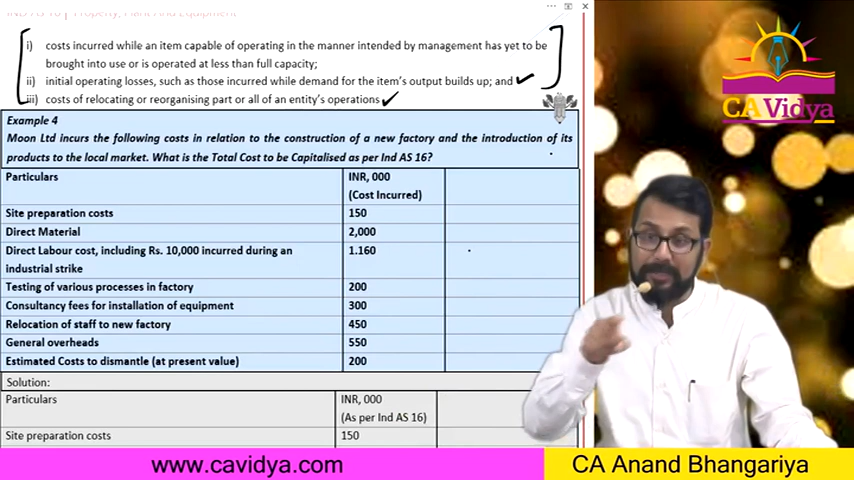 IND AS 16 | Property, Plant And Equipment
i) costs incurred while an item capable of operating in the manner intended by management has yet to be
brought into use or is operated at less than full capacity;
ii) initial operating losses, such as those incurred while demand for the item's output builds up; and
iii) costs of relocating or reorganising part or all of an entity's operations
Example 4
Moon Ltd incurs the following costs in relation to the construction of a new factory and the introduction of its
products to the local market. What is the Total Cost to be Capitalised as per Ind AS 16?
Particulars INR, 000
(Cost Incurred)
Site preparation costs 150
Direct Material 2,000
Direct Labour cost, including Rs. 10,000 incurred during an 1.160
industrial strike
Testing of various processes in factory 200
Consultancy fees for installation of equipment 300
Relocation of staff to new factory 450
General overheads 550
Estimated Costs to dismantle (at present value) 200
Solution:
Particulars INR, 000
(As per Ind AS 16)
Site preparation costs 150
CA Vidya
www.cavidya.com
CA Anand Bhangariya